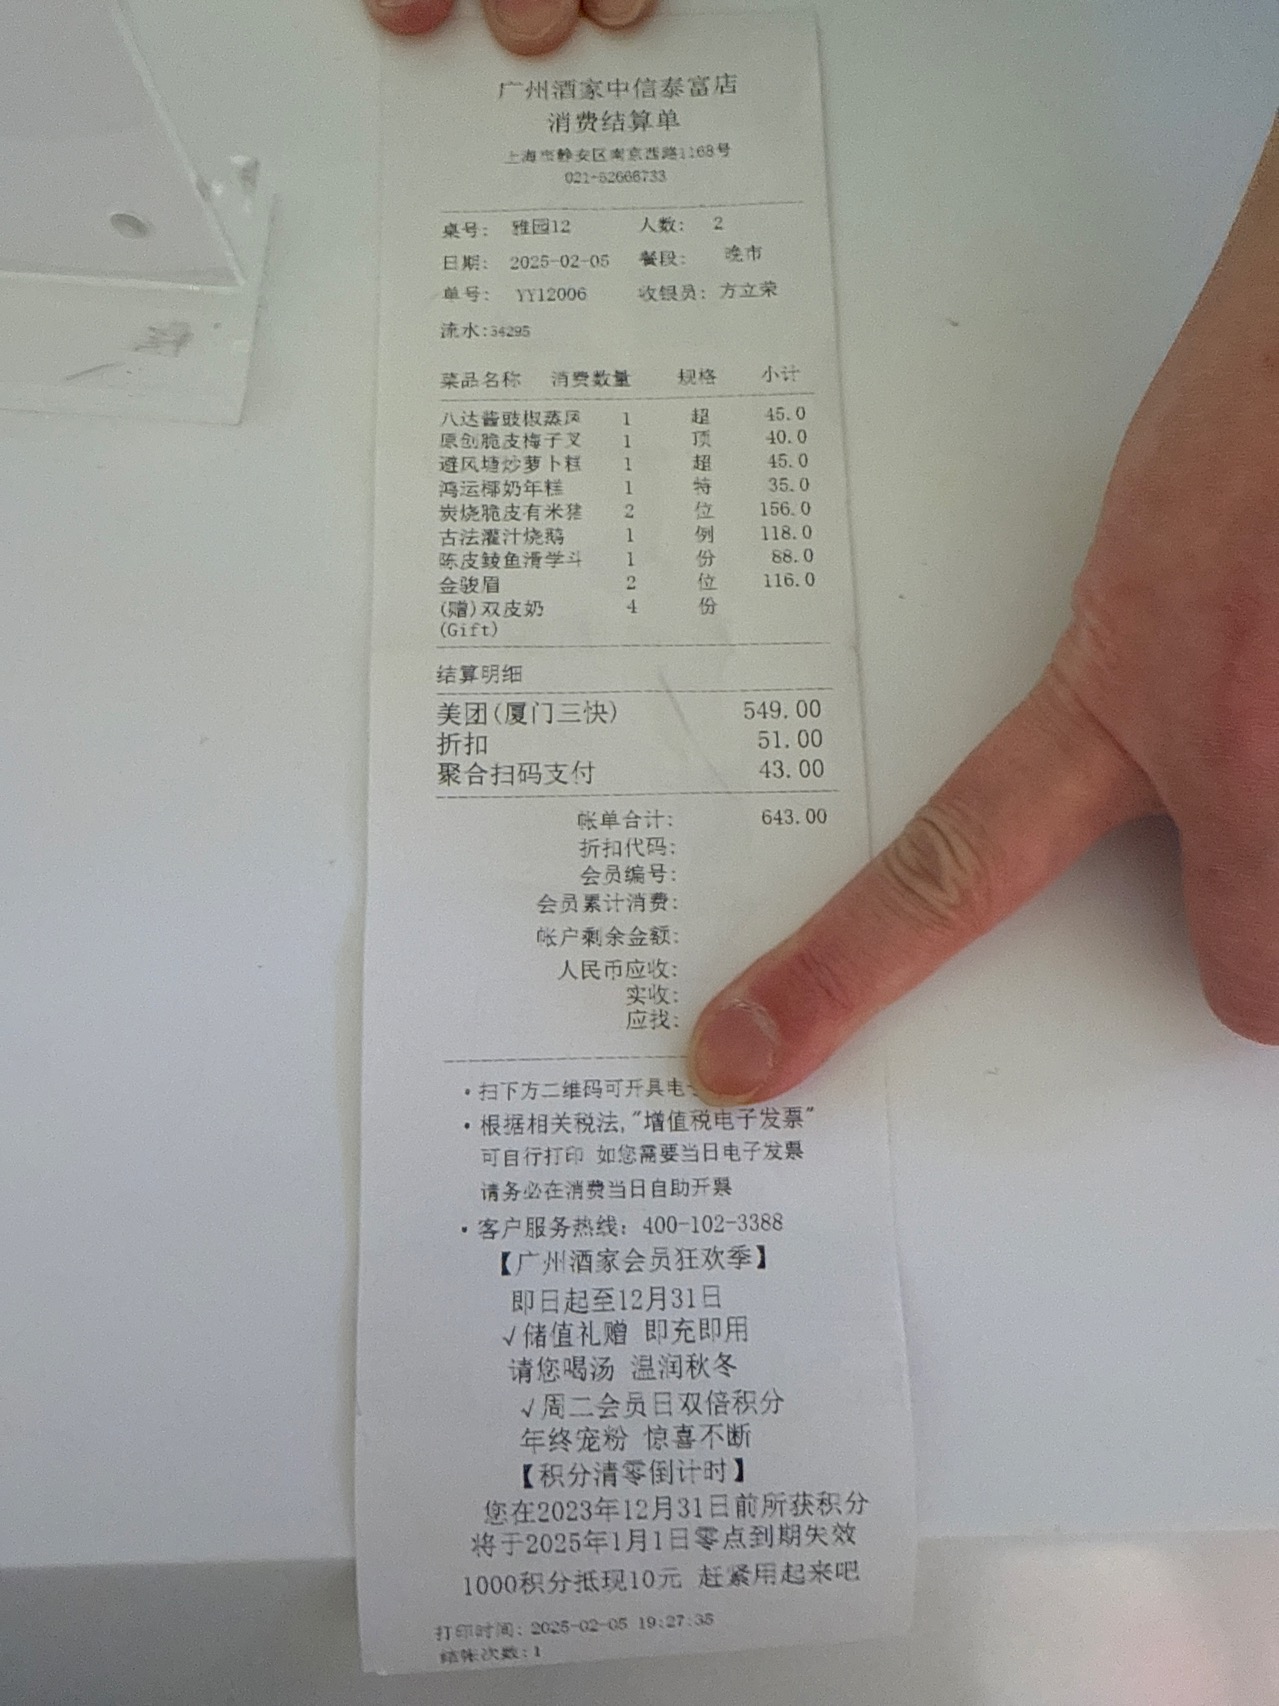 广州酒家中信泰富店
消费结算单
上海市静安区南京西路1168号
021-52666733
桌号: 雅园12 人数: 2
日期: 2025-02-05 餐段: 晚市
单号: YY12006 收银员: 方立荣
流水:34295
菜品名称 消费数量 规格 小计
八达酱豉椒蒸凤 1 超 45.0
原创脆皮梅子叉 1 顶 40.0
避风塘炒萝卜糕 1 超 45.0
鸿运椰奶年糕 1 特 35.0
炭烧脆皮有米猪 2 位 156.0
古法灌汁烧鹅 1 例 118.0
陈皮鲮鱼滑学斗 1 份 88.0
金骏眉 2 位 116.0
(赠)双皮奶 4 份
(Gift)
结算明细
美团(厦门三快) 549.00
折扣 51.00
聚合扫码支付 43.00
帐单合计: 643.00
折扣代码:
会员编号:
会员累计消费:
帐户剩余金额:
人民币应收:
实收:
应找:
·扫下方二维码可开具电
·根据相关税法,"增值税电子发票"
可自行打印 如您需要当日电子发票
请务必在消费当日自助开票
·客户服务热线: 400-102-3388
【广州酒家会员狂欢季】
即日起至12月31日
√储值礼赠 即充即用
请您喝汤 温润秋冬
√周二会员日双倍积分
年终宠粉 惊喜不断
【积分清零倒计时】
您在2023年12月31日前所获积分
将于2025年1月1日零点到期失效
1000积分抵现10元 赶紧用起来吧
打印时间: 2025-02-05 19:27:35
结帐次数: 1